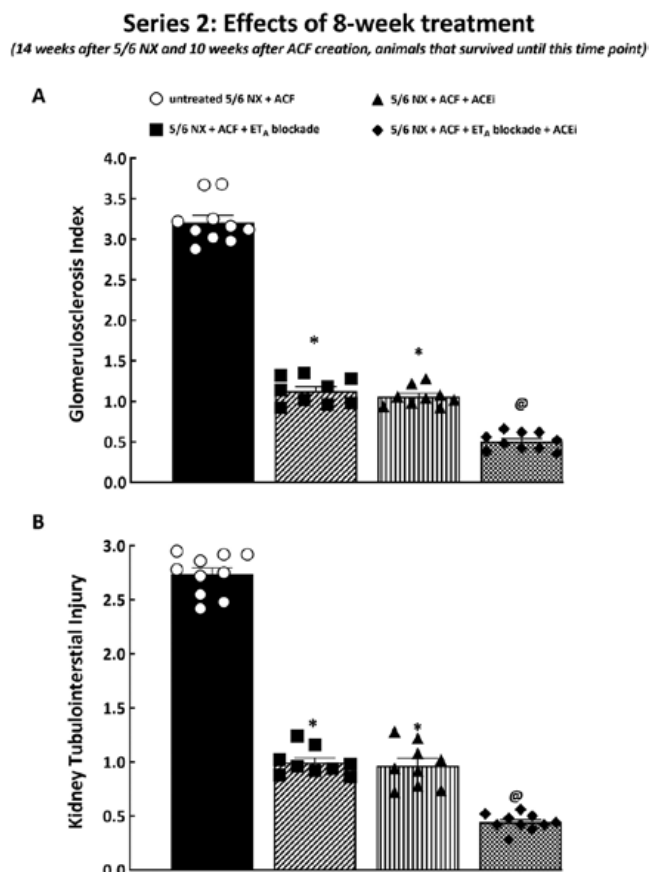 Series 2: Effects of 8-week treatment
(14 weeks after 5/6 NX and 10 weeks after ACF creation, animals that survived until this time point)
A
untreated 5/6 NX + ACF
5/6 NX + ACF + ACEi
5/6 NX + ACF + ETA blockade
5/6 NX + ACF + ETA blockade + ACEi
Glomerulosclerosis Index
4.0
3.5
3.0
2.5
2.0
1.5
1.0
0.5
0.0
*
*
@
B
Kidney Tubulointerstial Injury
3.0
2.5
2.0
1.5
1.0
0.5
0.0
*
*
@